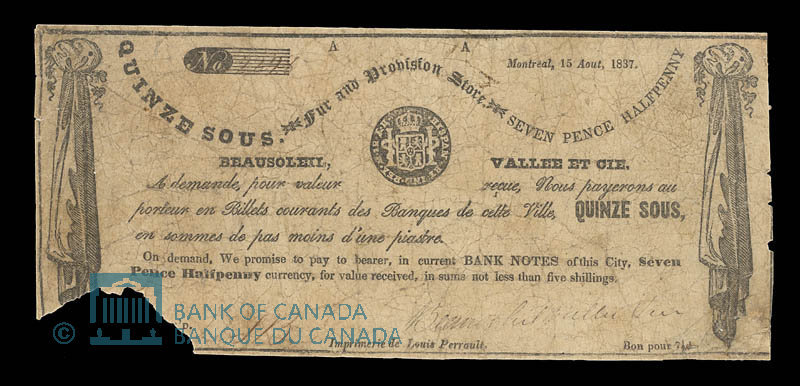 No.
A A
Montréal, 15 Aout, 1837.
QUINZE SOUS. Fur and Provision Store. SEVEN PENCE HALFPENNY
BEAUSOLEIL, VALLEE ET CIE.
A demande, pour valeur reçue, Nous payerons au
porteur en Billets courants des Banques de cette Ville, QUINZE SOUS,
en sommes de pas moins d'une piastre.
On demand, We promise to pay to bearer, in current BANK NOTES of this City, Seven
Pence Halfpenny currency, for value received, in sums not less than five shillings.
© BANK OF CANADA
BANQUE DU CANADA
Imprimerie de Louis Perrault.
Bon pour 7½d